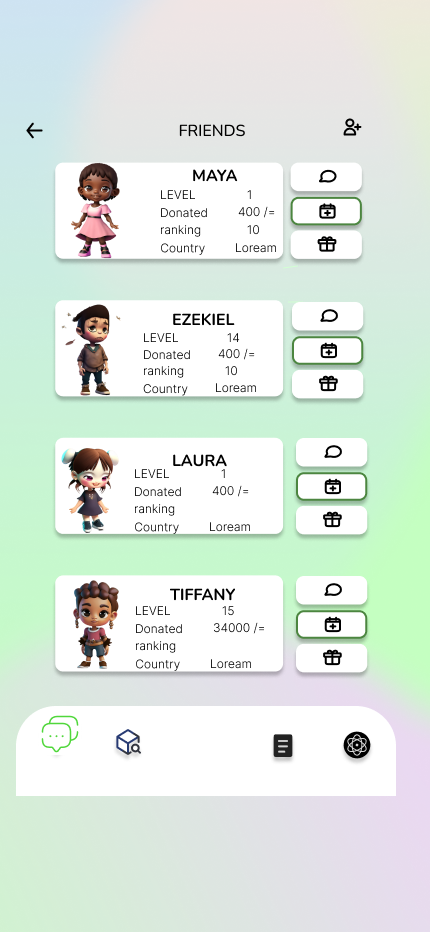 FRIENDS
MAYA
LEVEL 1
Donated 400 /=
ranking 10
Country Loream
EZEKIEL
LEVEL 14
Donated 400 /=
ranking 10
Country Loream
LAURA
LEVEL 1
Donated 400 /=
ranking
Country Loream
TIFFANY
LEVEL 15
Donated 34000 /=
ranking
Country Loream